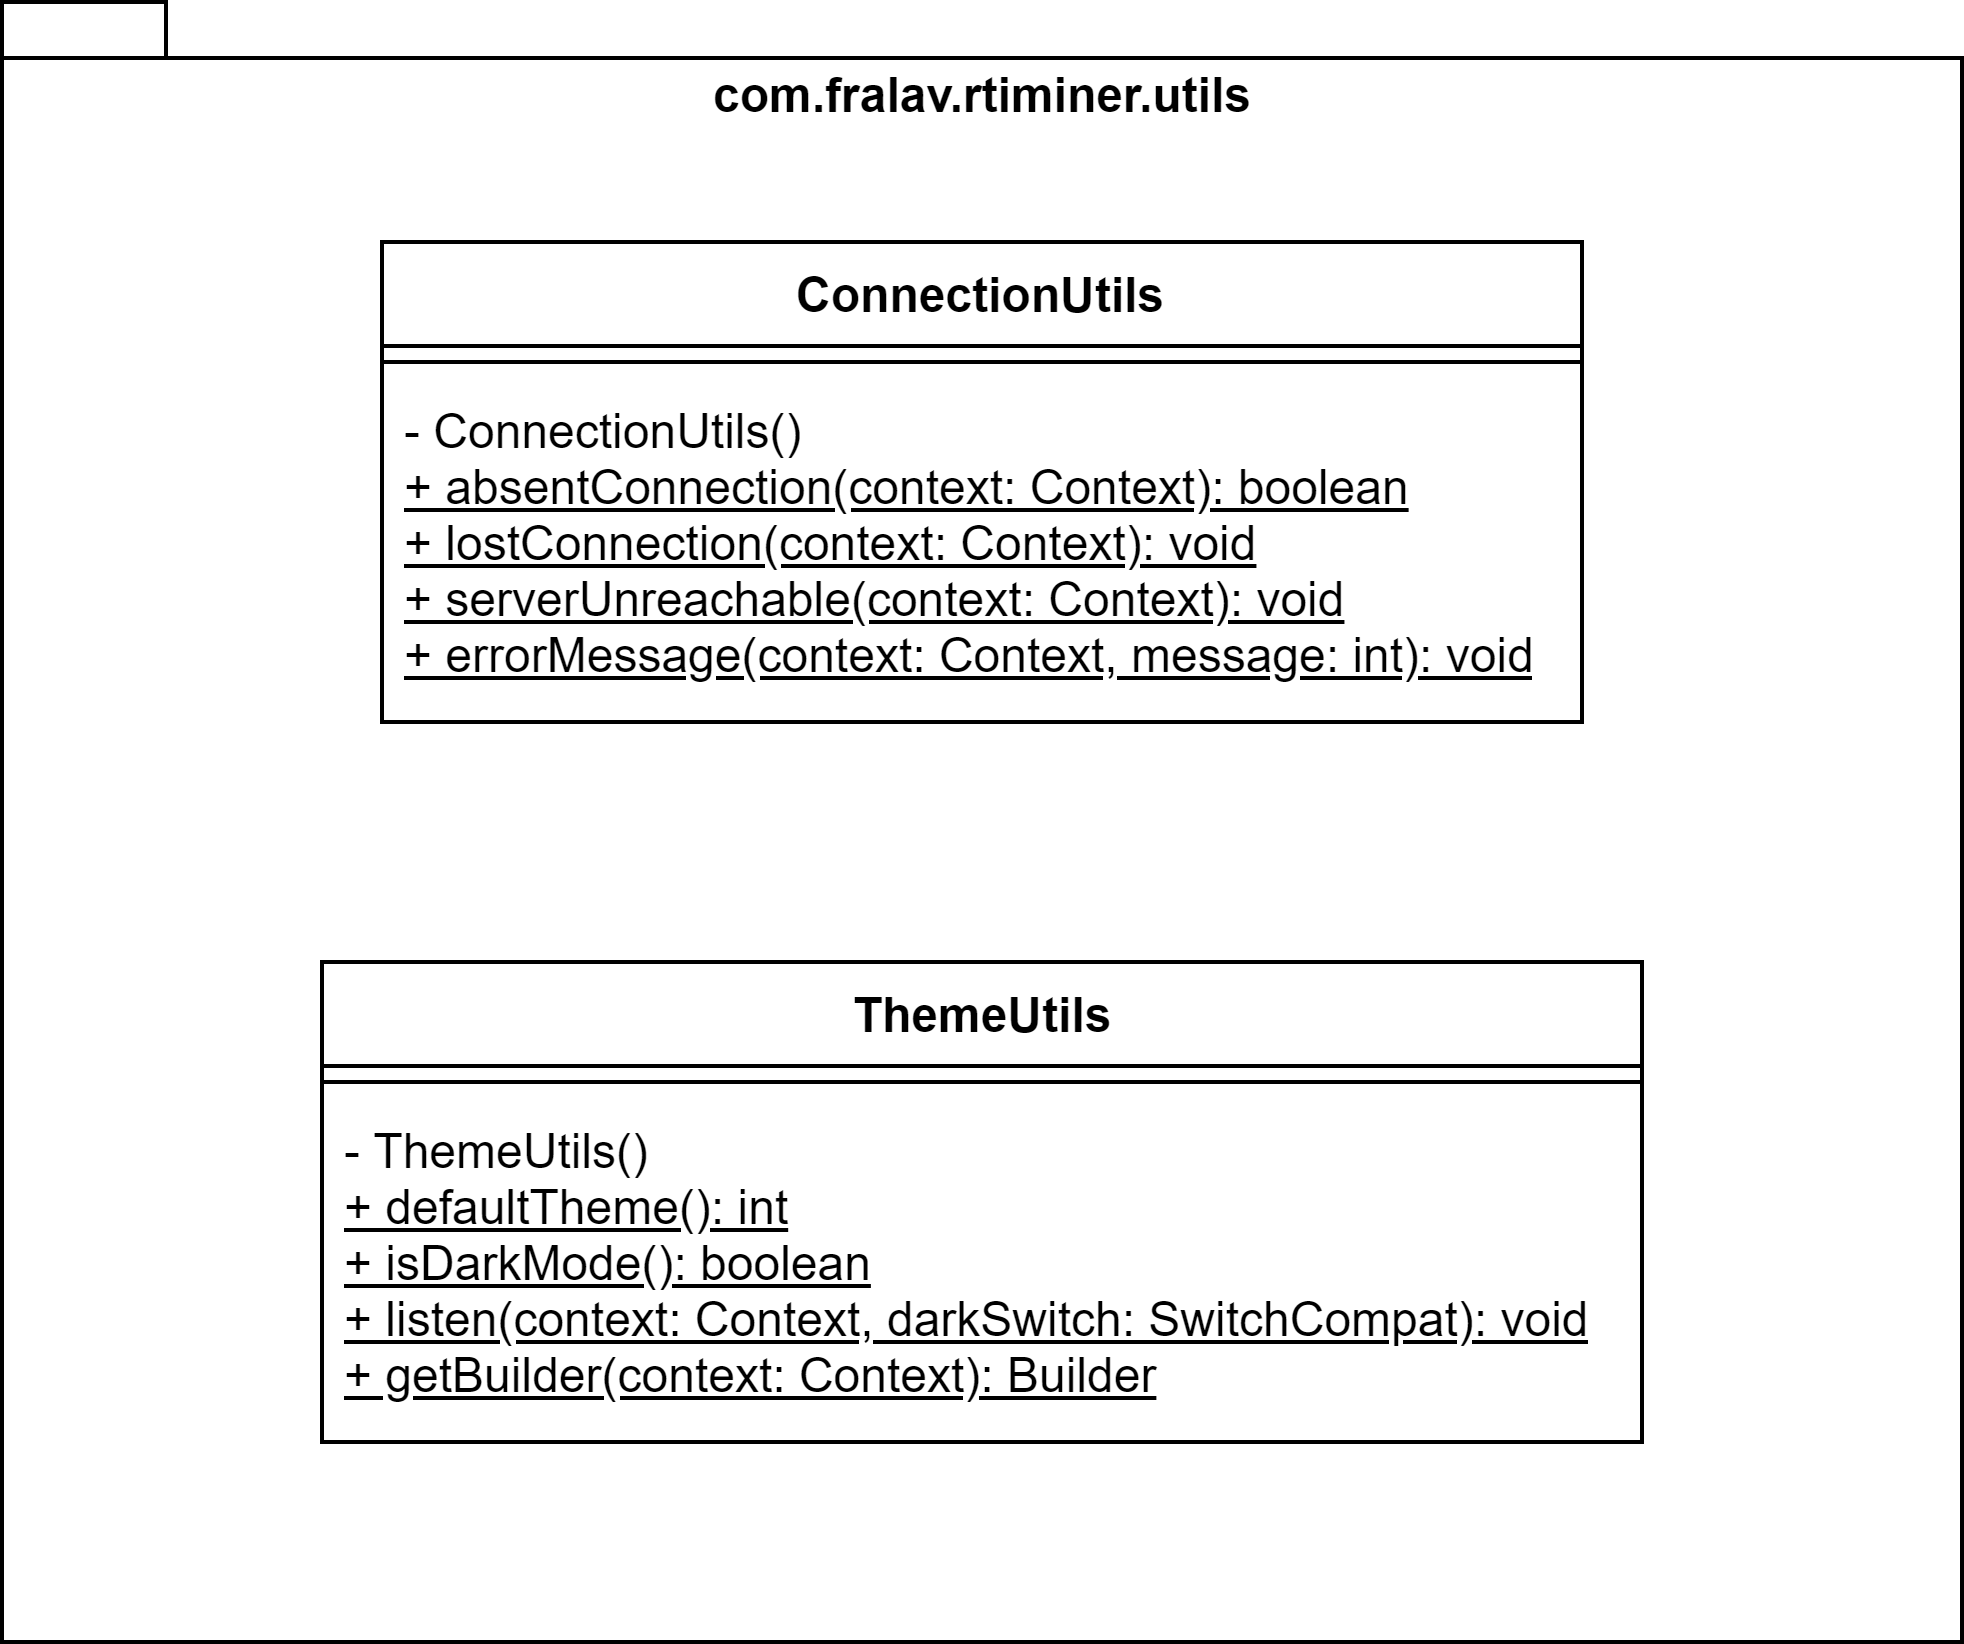 com.fralav.rtiminer.utils
ConnectionUtils
- ConnectionUtils()
+ absentConnection(context: Context): boolean
+ lostConnection(context: Context): void
+ serverUnreachable(context: Context): void
+ errorMessage(context: Context, message: int): void
ThemeUtils
- ThemeUtils()
+ defaultTheme(): int
+ isDarkMode(): boolean
+ listen(context: Context, darkSwitch: SwitchCompat): void
+ getBuilder(context: Context): Builder